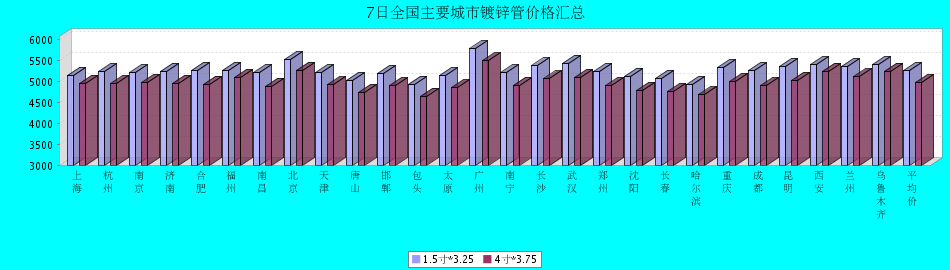 7日全国主要城市镀锌管价格汇总
6000
5500
5000
4500
4000
3500
3000
上海 杭州 南京 济南 合肥 福州 南昌 北京 天津 唐山 邯郸 包头 太原 广州 南宁 长沙 武汉 郑州 沈阳 长春 哈尔滨 重庆 成都 昆明 西安 兰州 乌鲁木齐 平均价
1.5寸*3.25 4寸*3.75